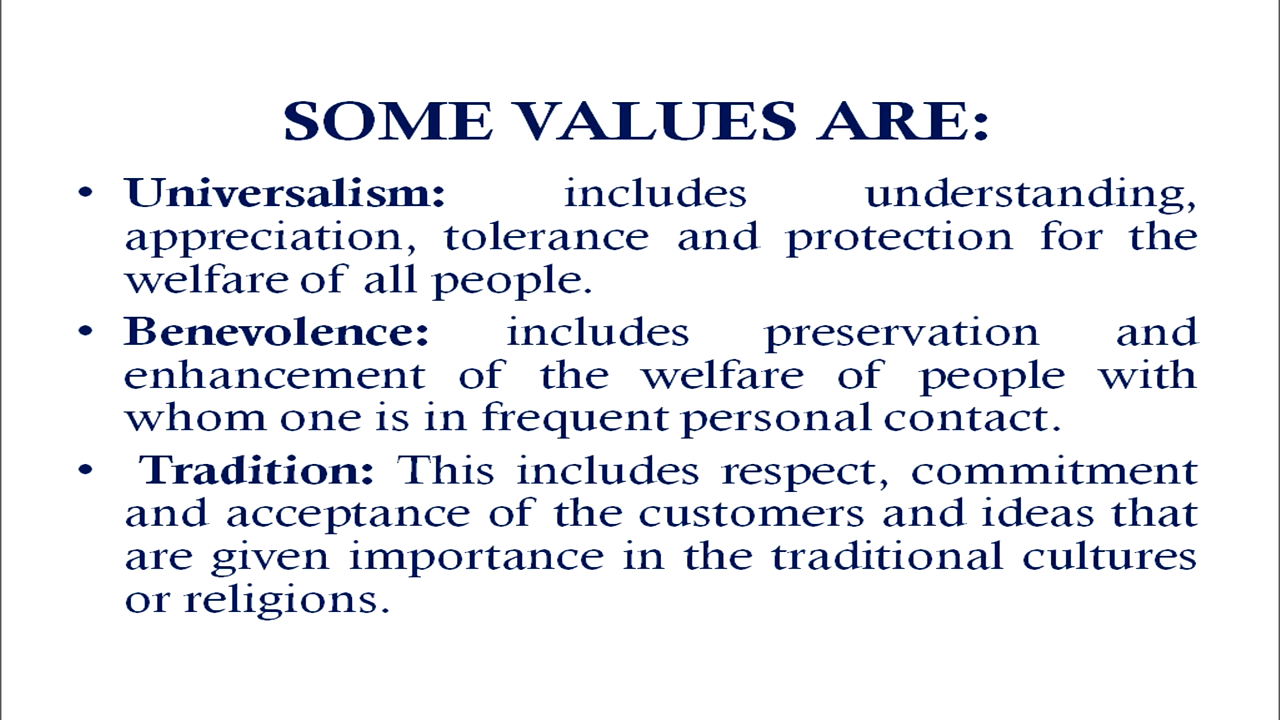 SOME VALUES ARE:
• Universalism: includes understanding,
appreciation, tolerance and protection for the
welfare of all people.
• Benevolence: includes preservation and
enhancement of the welfare of people with
whom one is in frequent personal contact.
• Tradition: This includes respect, commitment
and acceptance of the customers and ideas that
are given importance in the traditional cultures
or religions.